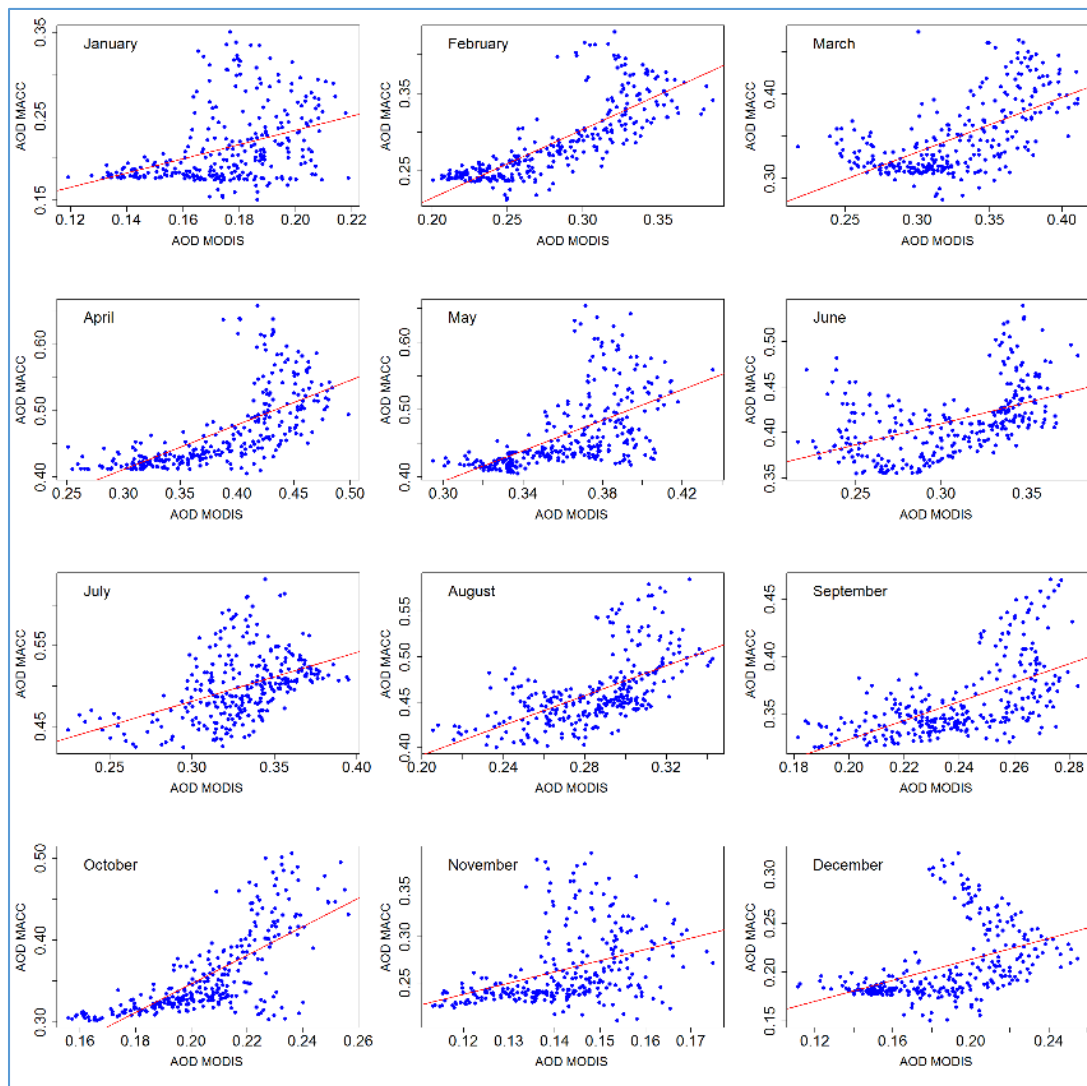 January
AOD MACC
0.15 0.25 0.35
0.12 0.14 0.16 0.18 0.20 0.22
AOD MODIS
February
AOD MACC
0.25 0.35
0.20 0.25 0.30 0.35
AOD MODIS
March
AOD MACC
0.30 0.40
0.25 0.30 0.35 0.40
AOD MODIS
April
AOD MACC
0.40 0.50 0.60
0.25 0.30 0.35 0.40 0.45 0.50
AOD MODIS
May
AOD MACC
0.40 0.50 0.60
0.30 0.34 0.38 0.42
AOD MODIS
June
AOD MACC
0.35 0.40 0.45 0.50
0.25 0.30 0.35
AOD MODIS
July
AOD MACC
0.45 0.55
0.25 0.30 0.35 0.40
AOD MODIS
August
AOD MACC
0.40 0.45 0.50 0.55
0.20 0.24 0.28 0.32
AOD MODIS
September
AOD MACC
0.35 0.40 0.45
0.18 0.20 0.22 0.24 0.26 0.28
AOD MODIS
October
AOD MACC
0.30 0.40 0.50
0.16 0.18 0.20 0.22 0.24 0.26
AOD MODIS
November
AOD MACC
0.25 0.30 0.35
0.12 0.13 0.14 0.15 0.16 0.17
AOD MODIS
December
AOD MACC
0.15 0.20 0.25 0.30
0.12 0.16 0.20 0.24
AOD MODIS